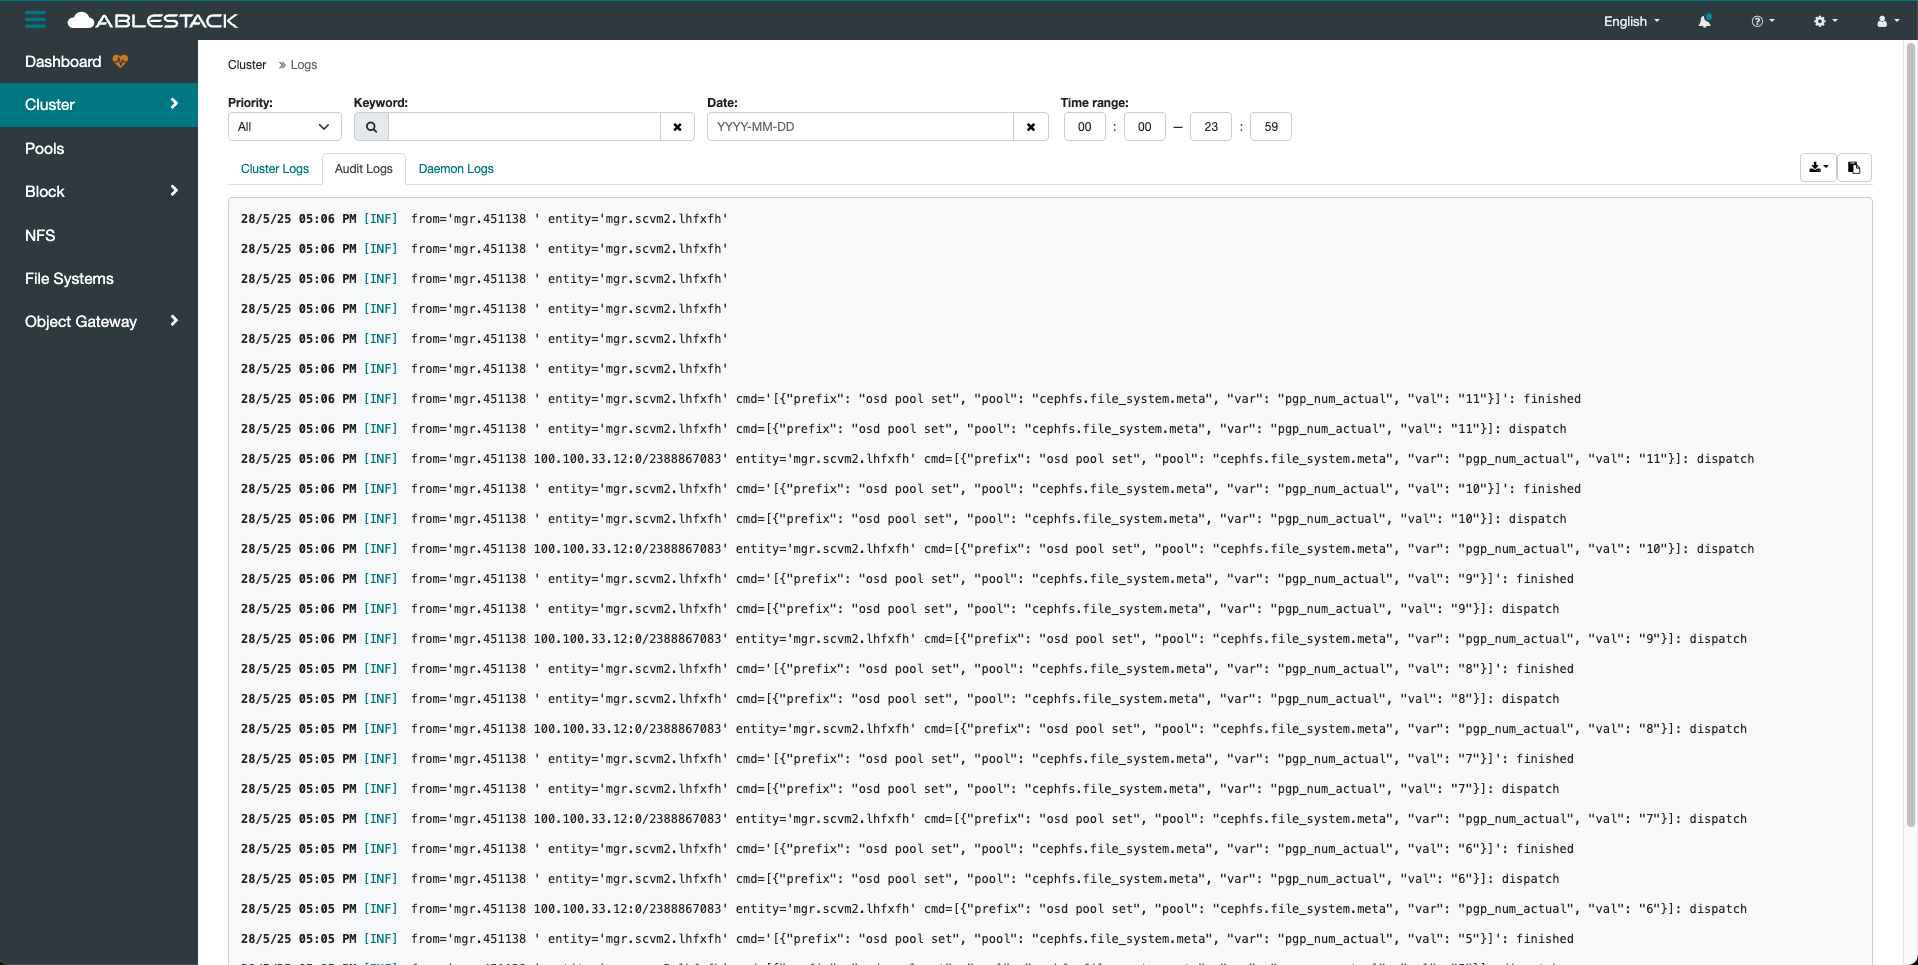 ABLESTACK
English
Dashboard
Cluster
Pools
Block
NFS
File Systems
Object Gateway
Cluster » Logs
Priority: Keyword: Date: Time range:
All YYYY-MM-DD 00 : 00 — 23 : 59
Cluster Logs Audit Logs Daemon Logs
28/5/25 05:06 PM [INF] from='mgr.451138 ' entity='mgr.scvm2.lhfxfh'
28/5/25 05:06 PM [INF] from='mgr.451138 ' entity='mgr.scvm2.lhfxfh'
28/5/25 05:06 PM [INF] from='mgr.451138 ' entity='mgr.scvm2.lhfxfh'
28/5/25 05:06 PM [INF] from='mgr.451138 ' entity='mgr.scvm2.lhfxfh'
28/5/25 05:06 PM [INF] from='mgr.451138 ' entity='mgr.scvm2.lhfxfh'
28/5/25 05:06 PM [INF] from='mgr.451138 ' entity='mgr.scvm2.lhfxfh'
28/5/25 05:06 PM [INF] from='mgr.451138 ' entity='mgr.scvm2.lhfxfh' cmd='[{"prefix": "osd pool set", "pool": "cephfs.file_system.meta", "var": "pgp_num_actual", "val": "11"}]': finished
28/5/25 05:06 PM [INF] from='mgr.451138 ' entity='mgr.scvm2.lhfxfh' cmd=[{"prefix": "osd pool set", "pool": "cephfs.file_system.meta", "var": "pgp_num_actual", "val": "11"}]: dispatch
28/5/25 05:06 PM [INF] from='mgr.451138 100.100.33.12:0/2388867083' entity='mgr.scvm2.lhfxfh' cmd=[{"prefix": "osd pool set", "pool": "cephfs.file_system.meta", "var": "pgp_num_actual", "val": "11"}]: dispatch
28/5/25 05:06 PM [INF] from='mgr.451138 ' entity='mgr.scvm2.lhfxfh' cmd='[{"prefix": "osd pool set", "pool": "cephfs.file_system.meta", "var": "pgp_num_actual", "val": "10"}]': finished
28/5/25 05:06 PM [INF] from='mgr.451138 ' entity='mgr.scvm2.lhfxfh' cmd=[{"prefix": "osd pool set", "pool": "cephfs.file_system.meta", "var": "pgp_num_actual", "val": "10"}]: dispatch
28/5/25 05:06 PM [INF] from='mgr.451138 100.100.33.12:0/2388867083' entity='mgr.scvm2.lhfxfh' cmd=[{"prefix": "osd pool set", "pool": "cephfs.file_system.meta", "var": "pgp_num_actual", "val": "10"}]: dispatch
28/5/25 05:06 PM [INF] from='mgr.451138 ' entity='mgr.scvm2.lhfxfh' cmd='[{"prefix": "osd pool set", "pool": "cephfs.file_system.meta", "var": "pgp_num_actual", "val": "9"}]': finished
28/5/25 05:06 PM [INF] from='mgr.451138 ' entity='mgr.scvm2.lhfxfh' cmd=[{"prefix": "osd pool set", "pool": "cephfs.file_system.meta", "var": "pgp_num_actual", "val": "9"}]: dispatch
28/5/25 05:06 PM [INF] from='mgr.451138 100.100.33.12:0/2388867083' entity='mgr.scvm2.lhfxfh' cmd=[{"prefix": "osd pool set", "pool": "cephfs.file_system.meta", "var": "pgp_num_actual", "val": "9"}]: dispatch
28/5/25 05:05 PM [INF] from='mgr.451138 ' entity='mgr.scvm2.lhfxfh' cmd='[{"prefix": "osd pool set", "pool": "cephfs.file_system.meta", "var": "pgp_num_actual", "val": "8"}]': finished
28/5/25 05:05 PM [INF] from='mgr.451138 ' entity='mgr.scvm2.lhfxfh' cmd=[{"prefix": "osd pool set", "pool": "cephfs.file_system.meta", "var": "pgp_num_actual", "val": "8"}]: dispatch
28/5/25 05:05 PM [INF] from='mgr.451138 100.100.33.12:0/2388867083' entity='mgr.scvm2.lhfxfh' cmd=[{"prefix": "osd pool set", "pool": "cephfs.file_system.meta", "var": "pgp_num_actual", "val": "8"}]: dispatch
28/5/25 05:05 PM [INF] from='mgr.451138 ' entity='mgr.scvm2.lhfxfh' cmd='[{"prefix": "osd pool set", "pool": "cephfs.file_system.meta", "var": "pgp_num_actual", "val": "7"}]': finished
28/5/25 05:05 PM [INF] from='mgr.451138 ' entity='mgr.scvm2.lhfxfh' cmd=[{"prefix": "osd pool set", "pool": "cephfs.file_system.meta", "var": "pgp_num_actual", "val": "7"}]: dispatch
28/5/25 05:05 PM [INF] from='mgr.451138 100.100.33.12:0/2388867083' entity='mgr.scvm2.lhfxfh' cmd=[{"prefix": "osd pool set", "pool": "cephfs.file_system.meta", "var": "pgp_num_actual", "val": "7"}]: dispatch
28/5/25 05:05 PM [INF] from='mgr.451138 ' entity='mgr.scvm2.lhfxfh' cmd='[{"prefix": "osd pool set", "pool": "cephfs.file_system.meta", "var": "pgp_num_actual", "val": "6"}]': finished
28/5/25 05:05 PM [INF] from='mgr.451138 ' entity='mgr.scvm2.lhfxfh' cmd=[{"prefix": "osd pool set", "pool": "cephfs.file_system.meta", "var": "pgp_num_actual", "val": "6"}]: dispatch
28/5/25 05:05 PM [INF] from='mgr.451138 100.100.33.12:0/2388867083' entity='mgr.scvm2.lhfxfh' cmd=[{"prefix": "osd pool set", "pool": "cephfs.file_system.meta", "var": "pgp_num_actual", "val": "6"}]: dispatch
28/5/25 05:05 PM [INF] from='mgr.451138 ' entity='mgr.scvm2.lhfxfh' cmd='[{"prefix": "osd pool set", "pool": "cephfs.file_system.meta", "var": "pgp_num_actual", "val": "5"}]': finished